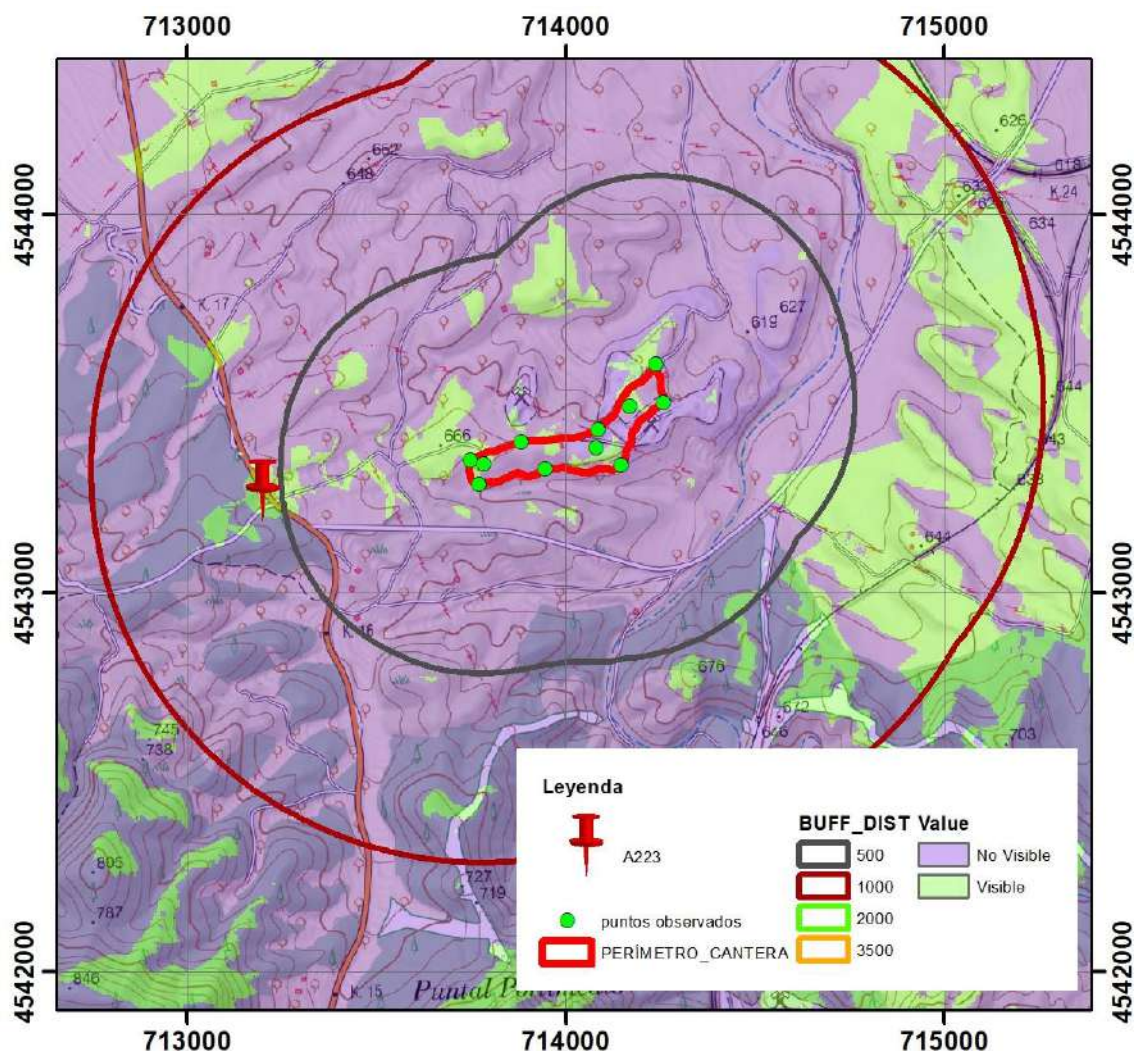 713000 714000 715000
626
652
618
648
K 24
634
4544000 4544000
K. 17
627
619
644
666
643
633
644
4543000 4543000
K. 16
676
672
745
646
703
738
Leyenda
BUFF_DIST Value
A223
500 No Visible
1000 Visible
puntos observados
2000
PERÍMETRO_CANTERA
3500
805
727
719
787
846
4542000 4542000
K. 15
Puntal
713000 714000 715000